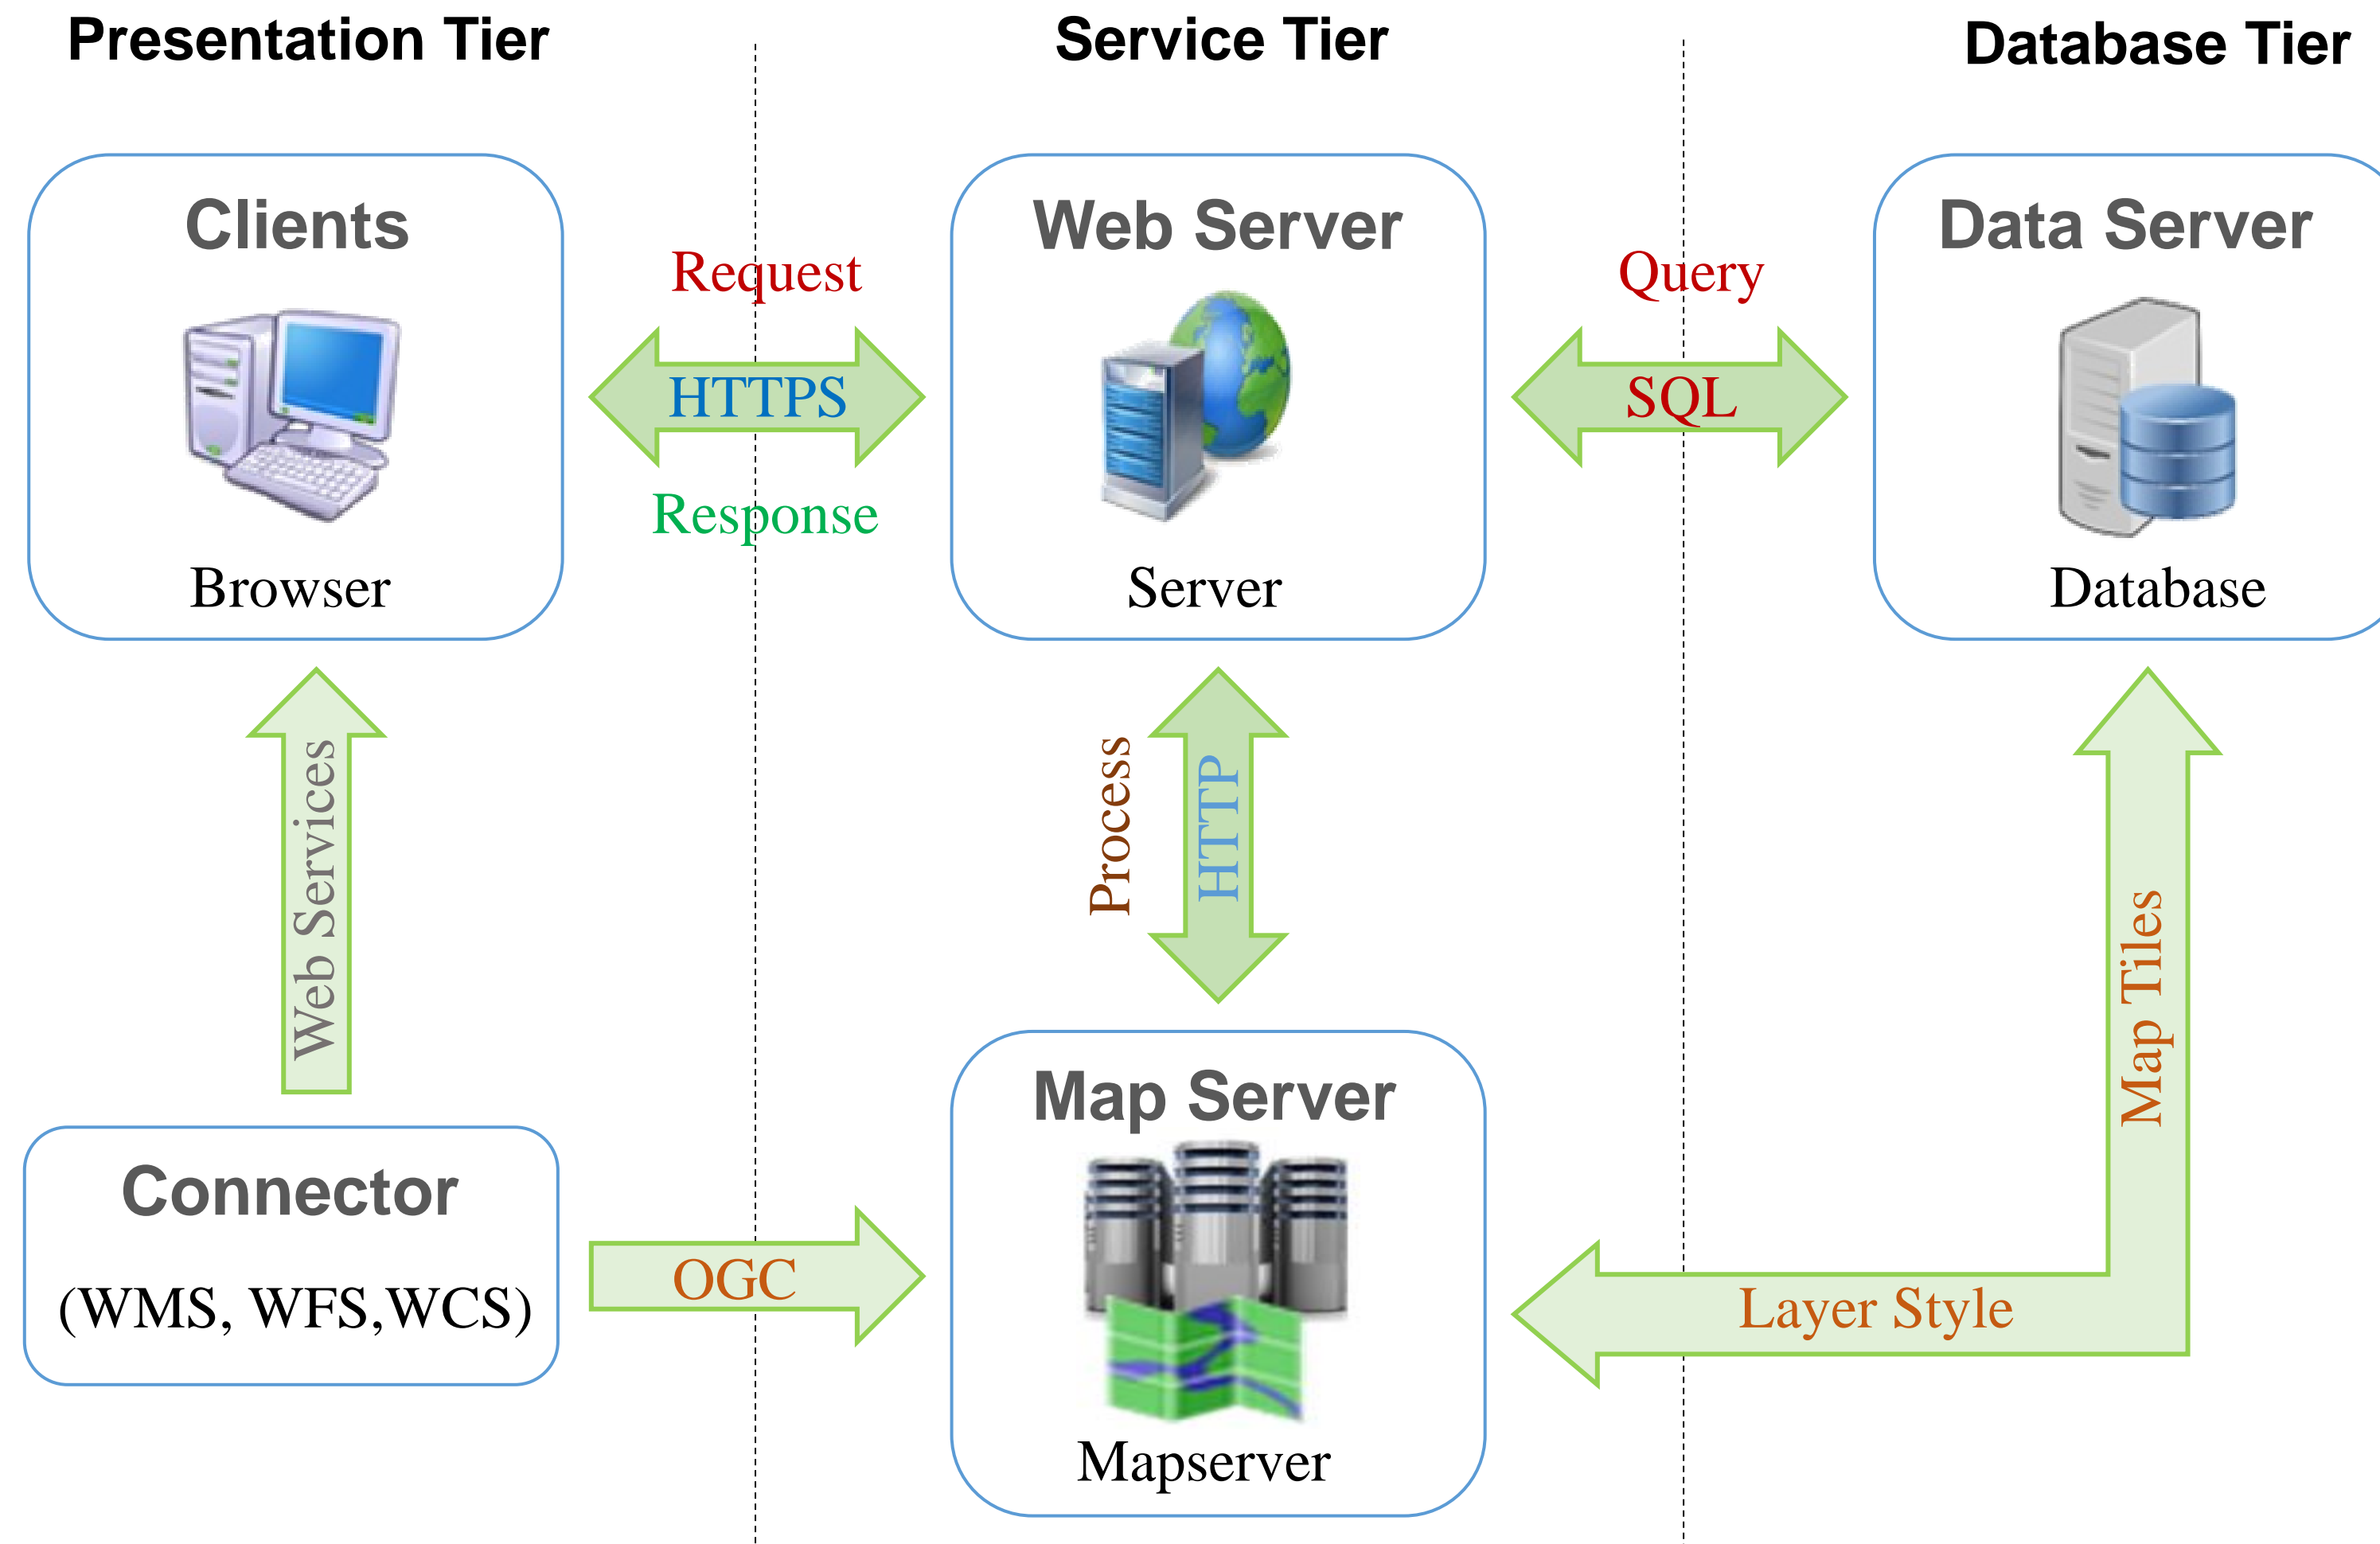 Presentation Tier
Service Tier
Database Tier
Clients
Web Server
Data Server
Request
Query
HTTPS
SQL
Response
Browser
Server
Database
Web Services
Process
HTTP
Map Tiles
Connector
(WMS, WFS,WCS)
OGC
Map Server
Layer Style
Mapserver